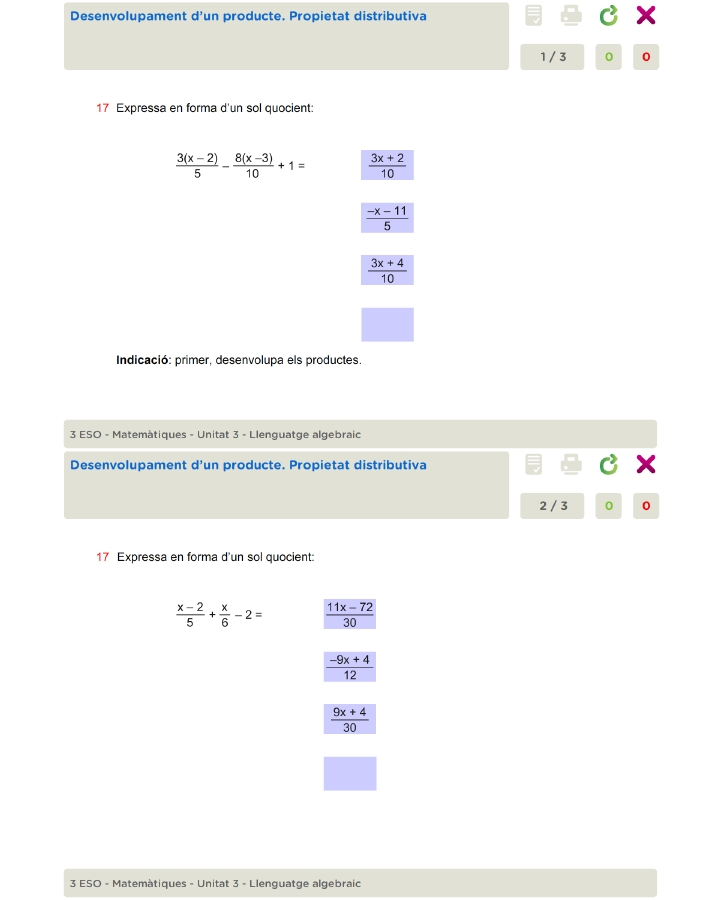 Desenvolupament d'un producte. Propietat distributiva
1 / 3 0 0
17 Expressa en forma d'un sol quocient:
3(x – 2)/5 – 8(x –3)/10 + 1 =
3x + 2/10
–x – 11/5
3x + 4/10
Indicació: primer, desenvolupa els productes.
3 ESO - Matemàtiques - Unitat 3 - Llenguatge algebraic
Desenvolupament d'un producte. Propietat distributiva
2 / 3 0 0
17 Expressa en forma d'un sol quocient:
x – 2/5 + x/6 – 2 =
11x – 72/30
–9x + 4/12
9x + 4/30
3 ESO - Matemàtiques - Unitat 3 - Llenguatge algebraic